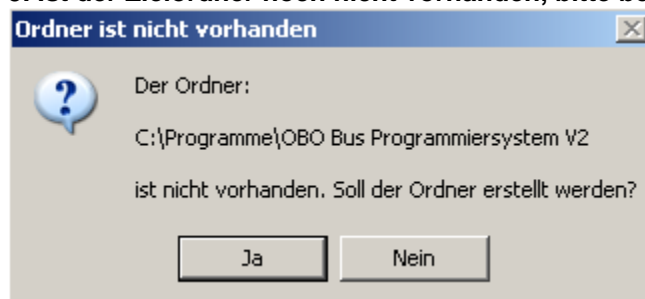 Ordner ist nicht vorhanden
Der Ordner:
C:\Programme\OBO Bus Programmiersystem V2
ist nicht vorhanden. Soll der Ordner erstellt werden?
Ja
Nein